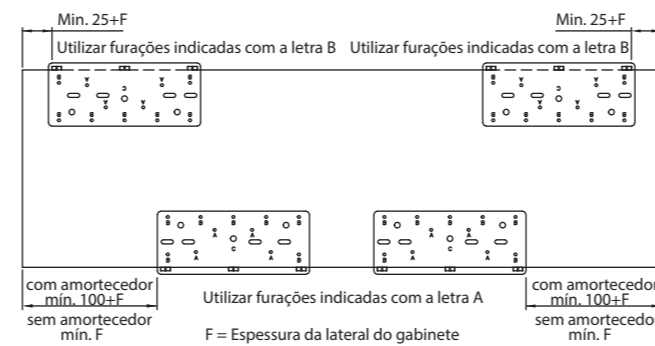 Min. 25+F
Min. 25+F
Utilizar furações indicadas com a letra B
Utilizar furações indicadas com a letra B
B B B
A A
C
A A
B B B B B
B B B
A A
C
A A
B B B B B
B B B B B
A A
A C A
B B
B B B B B
A A
A C A
B B
com amortecedor
mín. 100+F
sem amortecedor
mín. F
Utilizar furações indicadas com a letra A
F = Espessura da lateral do gabinete
com amortecedor
mín. 100+F
sem amortecedor
mín. F